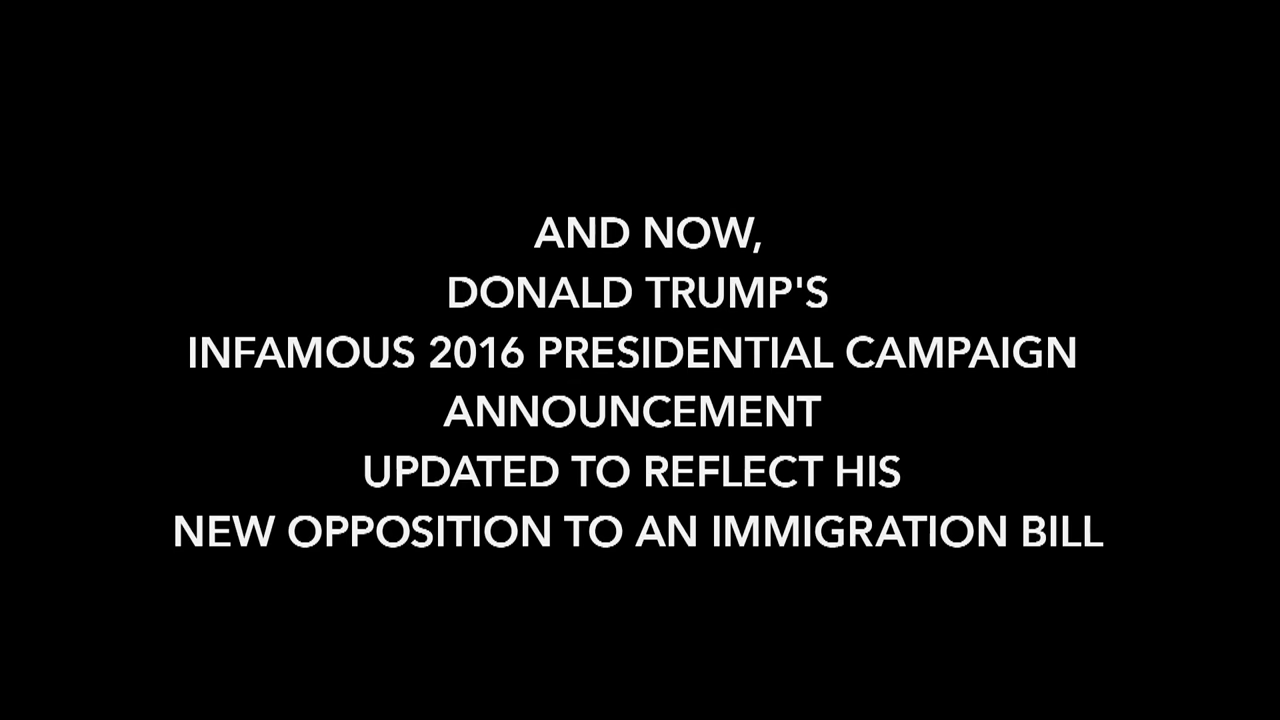 AND NOW,
DONALD TRUMP'S
INFAMOUS 2016 PRESIDENTIAL CAMPAIGN
ANNOUNCEMENT
UPDATED TO REFLECT HIS
NEW OPPOSITION TO AN IMMIGRATION BILL